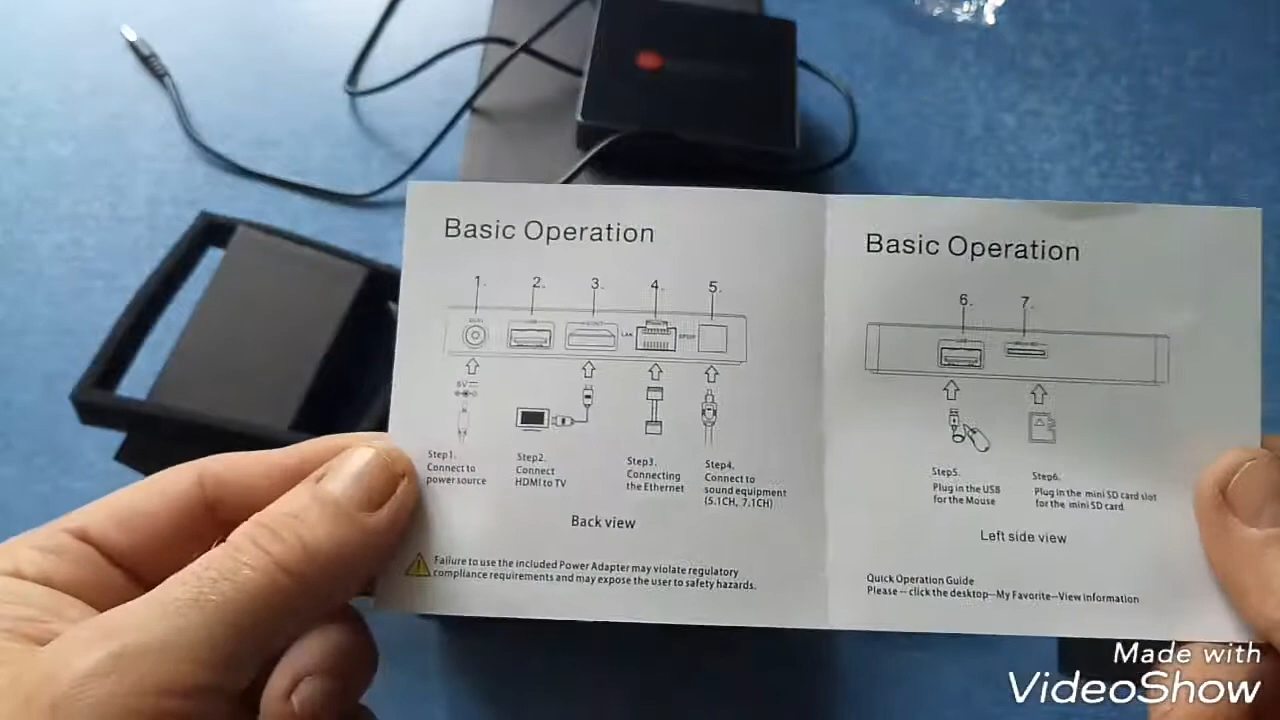 Basic Operation
1. 2. 3. 4. 5.
LAN
Step1.
Connect to
power source
Step2.
Connect
HDMI to TV
Step3.
Connecting
the Ethernet
Step4.
Connect to
sound equipment
(5.1CH, 7.1CH)
Back view
Failure to use the included Power Adapter may violate regulatory
compliance requirements and may expose the user to safety hazards.
Basic Operation
6. 7.
Step5.
Plug in the USB
for the Mouse
Step6.
Plug in the mini SD card slot
for the mini SD card
Left side view
Quick Operation Guide
Please—click the desktop—My Favorite—View information
Made with
VideoShow